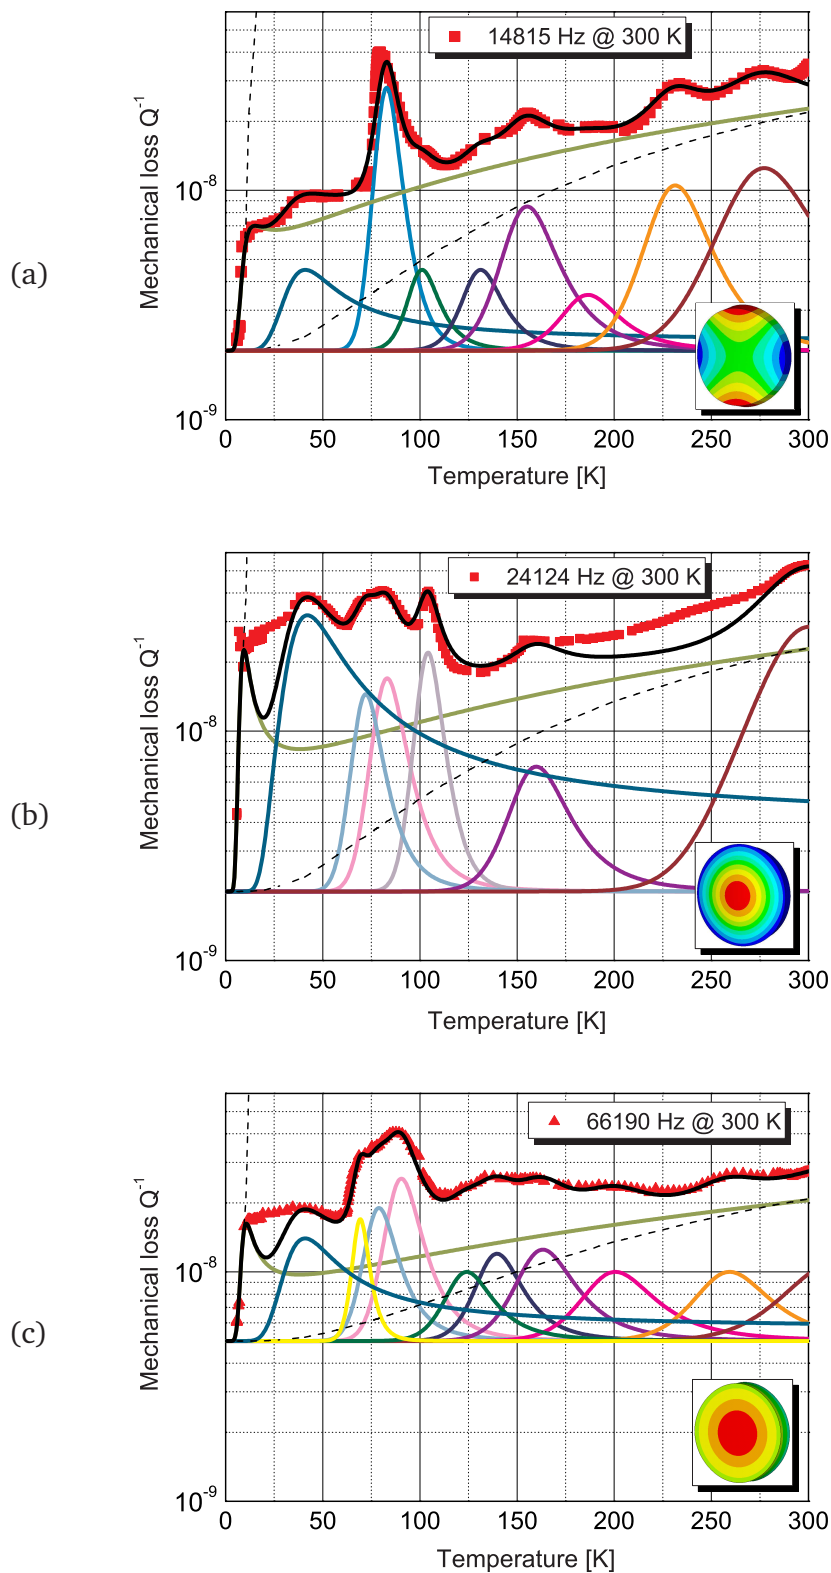 (a)
14815 Hz @ 300 K
Mechanical loss Q⁻¹
10⁻⁸
10⁻⁹
0 50 100 150 200 250 300
Temperature [K]
(b)
24124 Hz @ 300 K
Mechanical loss Q⁻¹
10⁻⁸
10⁻⁹
0 50 100 150 200 250 300
Temperature [K]
(c)
66190 Hz @ 300 K
Mechanical loss Q⁻¹
10⁻⁸
10⁻⁹
0 50 100 150 200 250 300
Temperature [K]